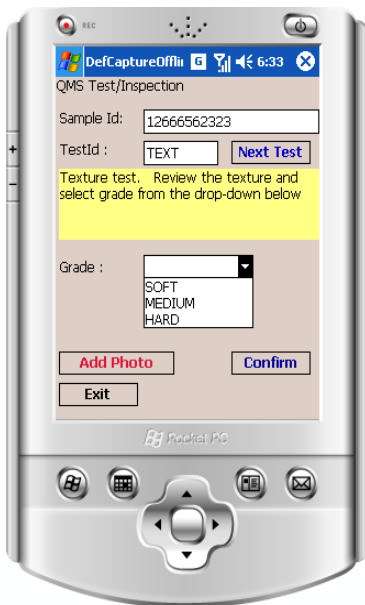 REC
DefCaptureOfflin G 6:33
QMS Test/Inspection
Sample Id: 12666562323
TestId : TEXT Next Test
Texture test. Review the texture and
select grade from the drop-down below
Grade :
SOFT
MEDIUM
HARD
Add Photo Confirm
Exit
Pocket PC
+
-